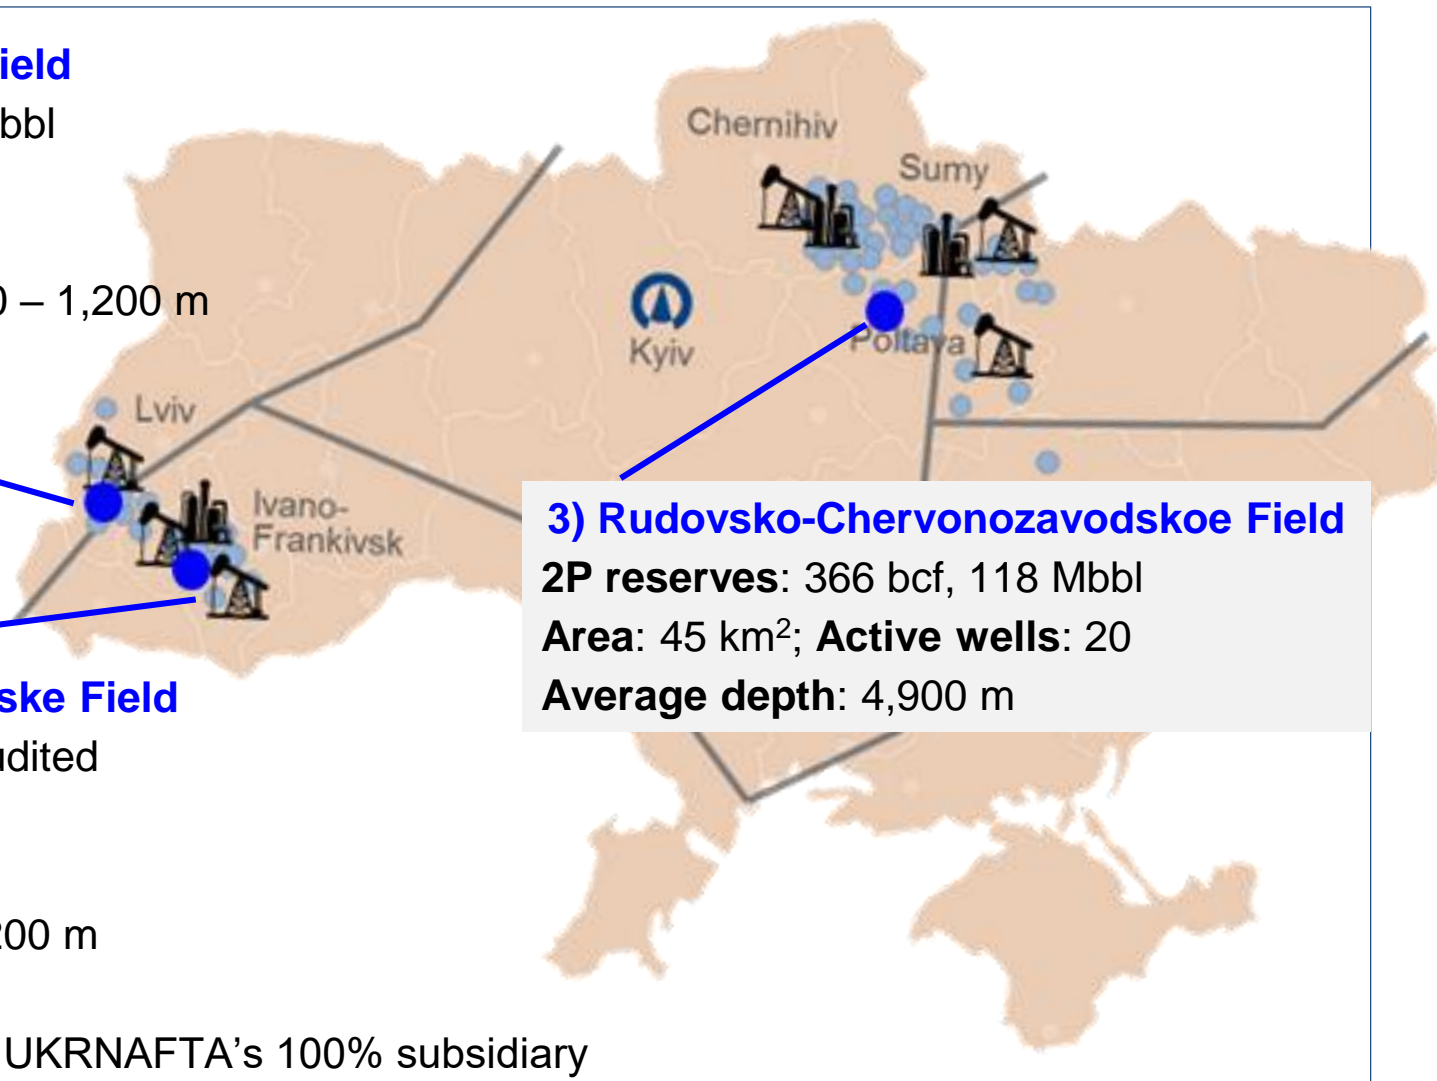 ield
bbl
Chernihiv
Sumy
0 – 1,200 m
Kyiv
Poltava
Lviv
Ivano-
Frankivsk
3) Rudovsko-Chervonozavodskoe Field
2P reserves: 366 bcf, 118 Mbbl
Area: 45 km²; Active wells: 20
Average depth: 4,900 m
ske Field
udited
200 m
UKRNAFTA’s 100% subsidiary